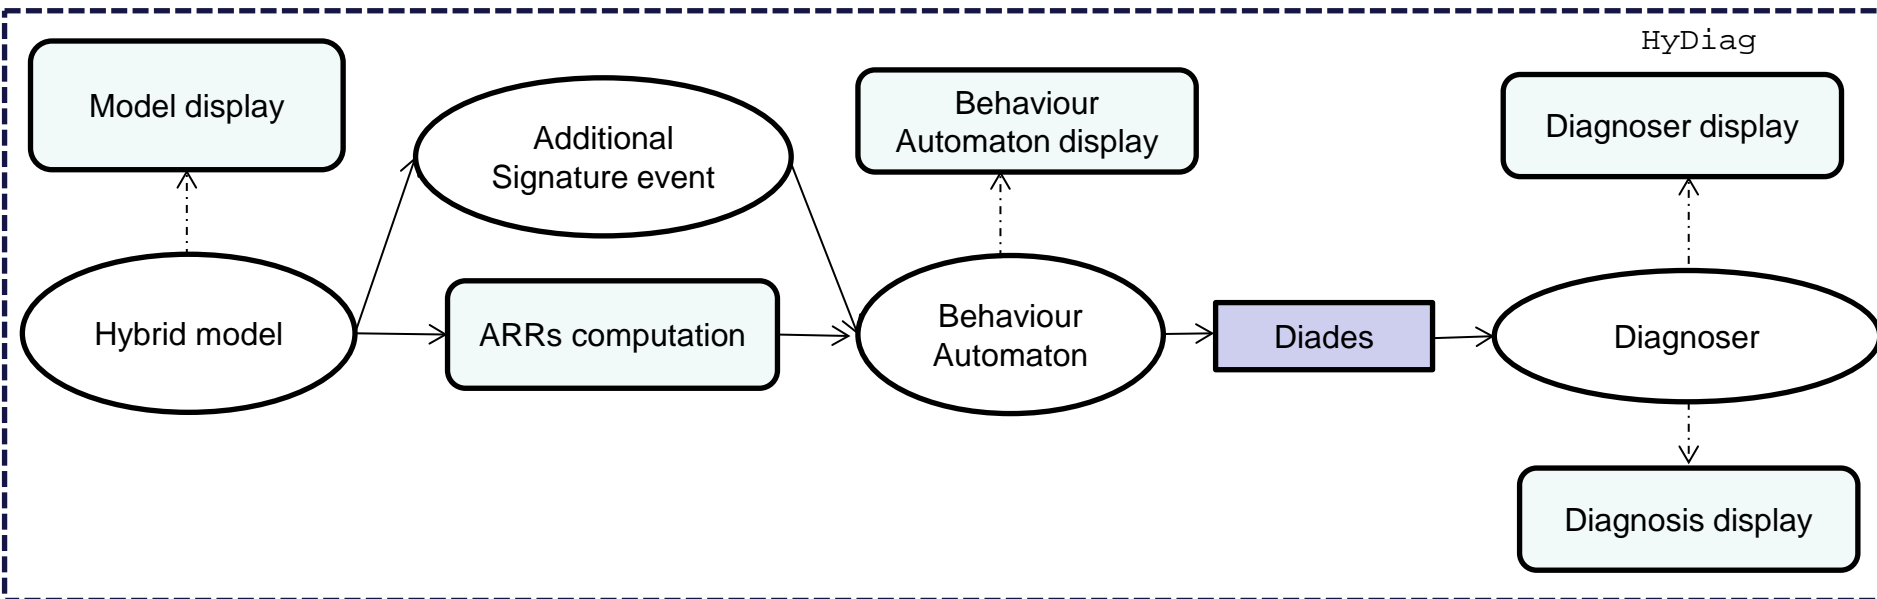 HyDiag
Model display
Additional
Signature event
Behaviour
Automaton display
Diagnoser display
Hybrid model
ARRs computation
Behaviour
Automaton
Diades
Diagnoser
Diagnosis display